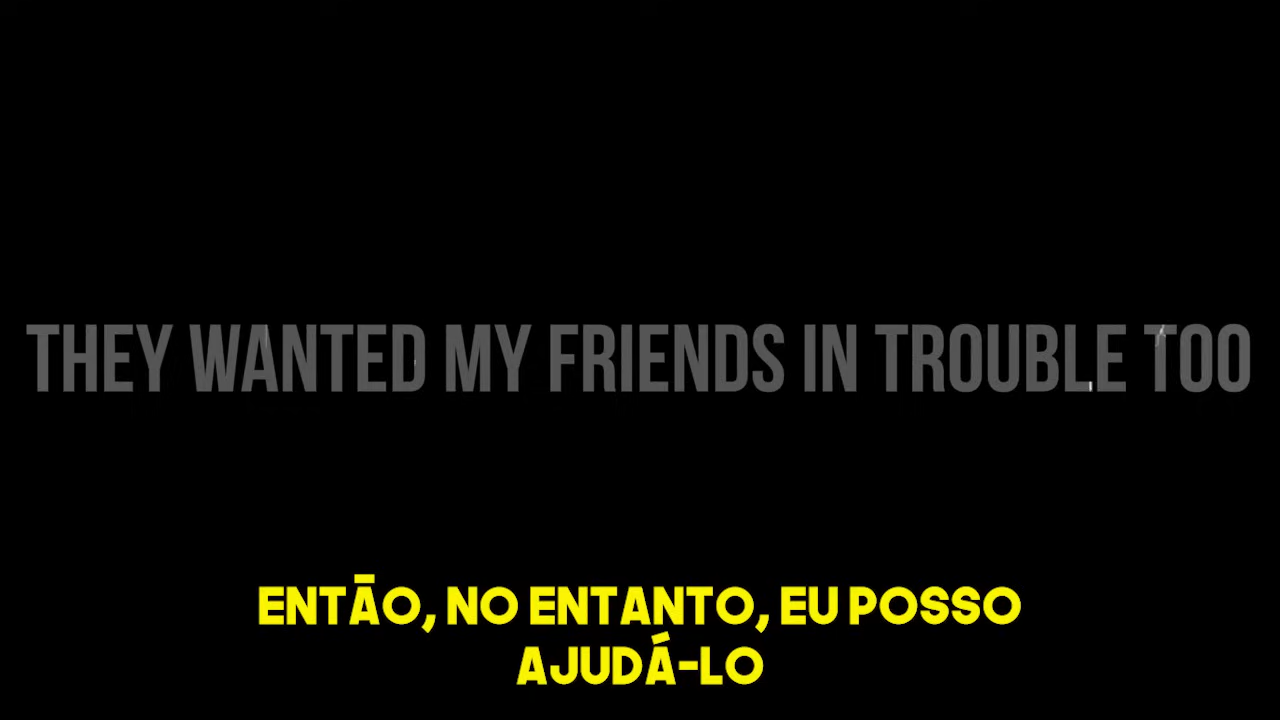 THEY WANTED MY FRIENDS IN TROUBLE TOO
ENTÃO, NO ENTANTO, EU POSSO
AJUDÁ-LO